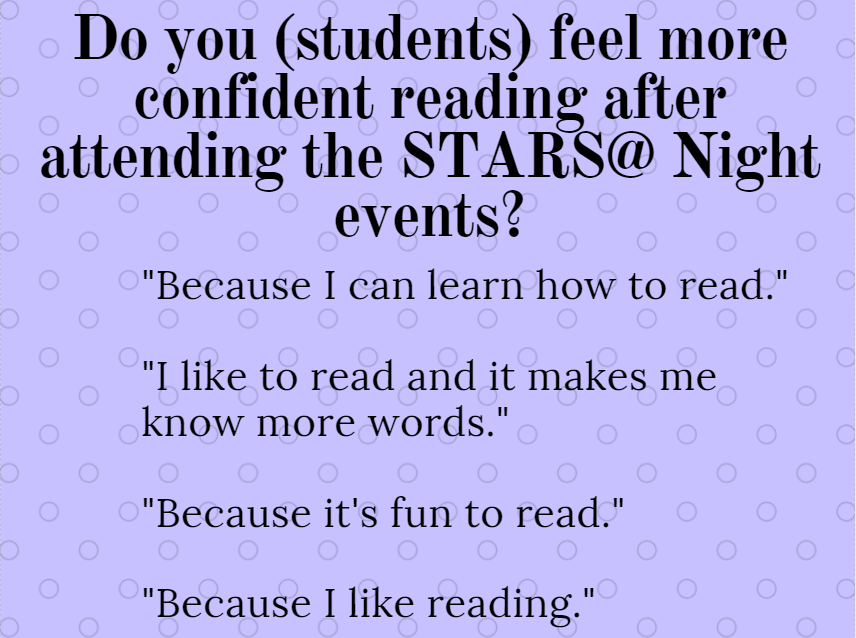 Do you (students) feel more
confident reading after
attending the STARS@ Night
events?
"Because I can learn how to read."
"I like to read and it makes me
know more words."
"Because it's fun to read."
"Because I like reading."